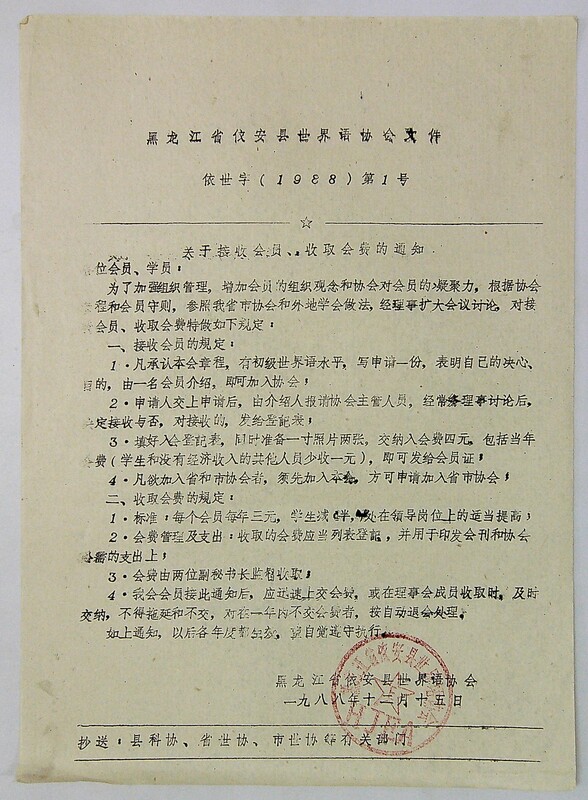 黑龙江省依安县世界语协会文件
依世字（1988）第1号
关于接收会员、收取会费的通知
各位会员、学员：
为了加强组织管理，增加会员的组织观念和协会对会员的凝聚力，根据协会
章程和会员守则，参照我省市协会和外地学会做法，经理事扩大会议讨论，对接
收会员、收取会费特做如下规定：
一、接收会员的规定：
1·凡承认本会章程，有初级世界语水平，写申请一份，表明自己的决心、
目的，由一名会员介绍，即可加入协会；
2·申请人交上申请后，由介绍人报请协会主管人员，经常务理事讨论后，
决定接收与否，对接收的，发给登记表；
3·填好入会登记表，同时准备一寸照片两张，交纳入会费四元，包括当年
会费（学生和没有经济收入的其他人员少收一元），即可发给会员证；
4·凡欲加入省和市协会者，须先加入本会，方可申请加入省市协会；
二、收取会费的规定：
1·标准：每个会员每年三元，学生减半，处在领导岗位上的适当提高；
2·会费管理及支出：收取的会费应当列表登记，并用于印发会刊和协会
必需的支出上；
3·会费由两位副秘书长监督收取；
4·我会会员接此通知后，应迅速上交会费，或在理事会成员收取时，及时
交纳，不得拖延和不交，对在一年内不交会费者，按自动退会处理。
如上通知，以后各年度都生效，望自觉遵守执行。
黑龙江省依安县世界语协会
一九八八年十二月十五日
抄送：县科协、省世协、市世协等有关部门